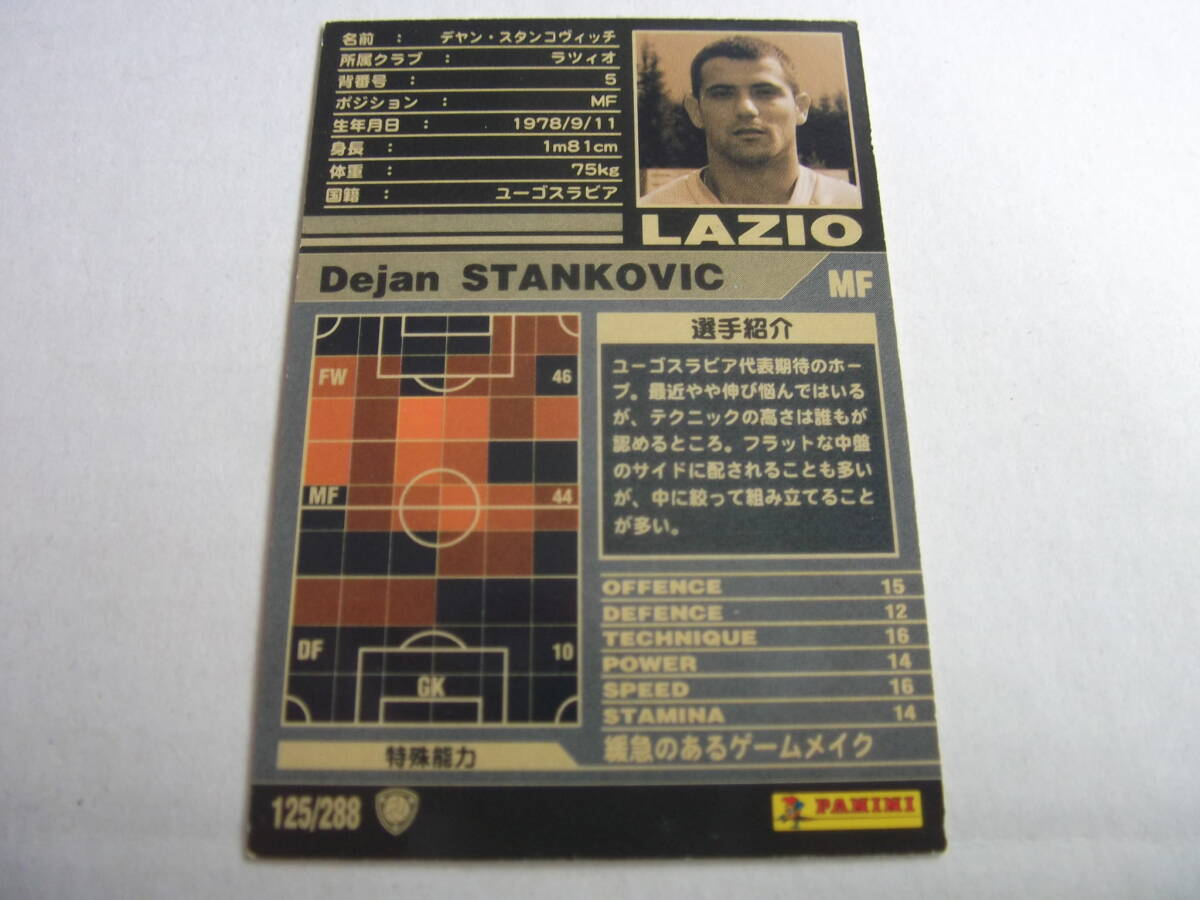 名前 : デヤン・スタンコヴィッチ
所属クラブ : ラツィオ
背番号 : 5
ポジション : MF
生年月日 : 1978/9/11
身長 : 1m81cm
体重 : 75kg
国籍 : ユーゴスラビア
LAZIO
Dejan STANKOVIC
MF
FW 46
MF 44
DF 10
GK
選手紹介
ユーゴスラビア代表期待のホー
プ。最近やや伸び悩んではいる
が、テクニックの高さは誰もが
認めるところ。フラットな中盤
のサイドに配されることも多い
が、中に絞って組み立てること
が多い。
OFFENCE 15
DEFENCE 12
TECHNIQUE 16
POWER 14
SPEED 16
STAMINA 14
特殊能力
緩急のあるゲームメイク
125/288
PANINI